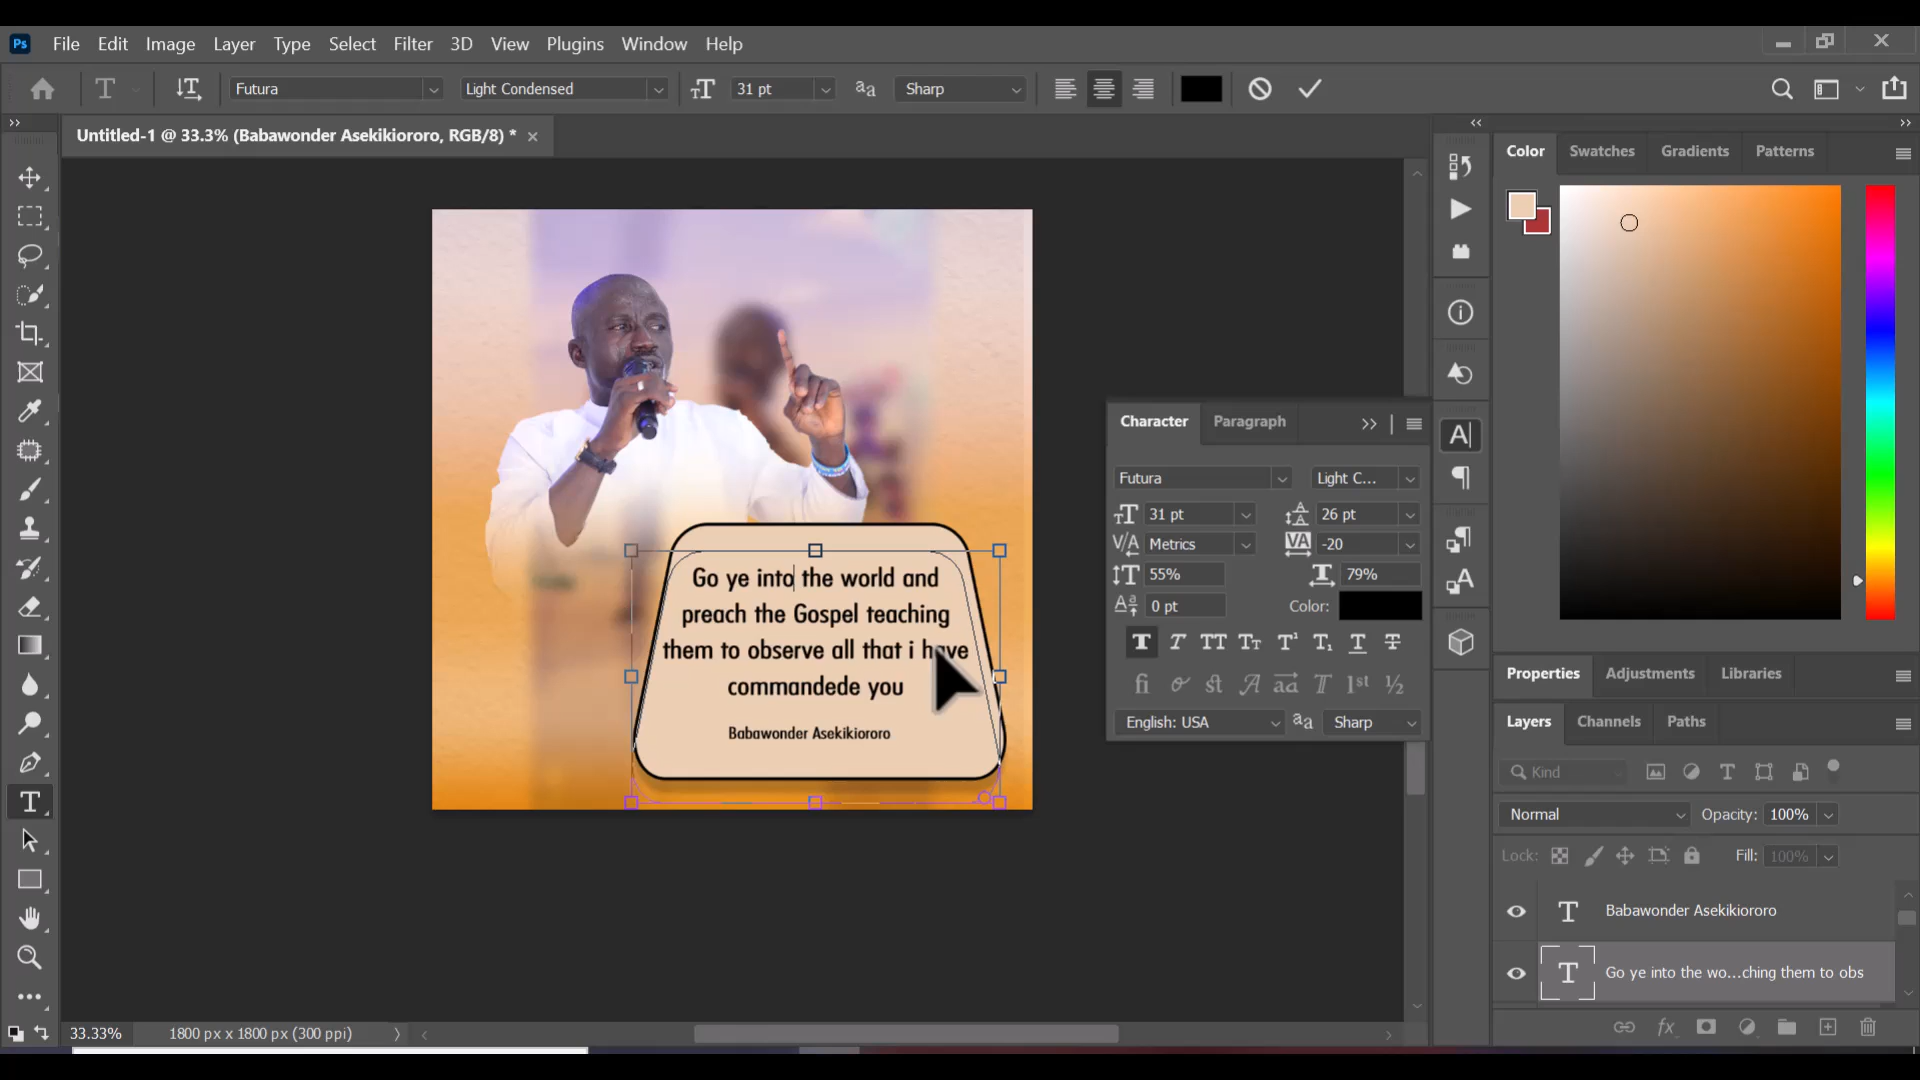 Ps File Edit Image Layer Type Select Filter 3D View Plugins Window Help
Futura Light Condensed 31 pt Sharp
Untitled-1 @ 33.3% (Babawonder Asekikiororo, RGB/8) *
Color Swatches Gradients Patterns
Go ye into the world and
preach the Gospel teaching
them to observe all that i have
commandede you
Babawonder Asekikiororo
Character Paragraph
Futura Light C...
31 pt 26 pt
Metrics -20
55% 79%
0 pt Color:
English: USA Sharp
Properties Adjustments Libraries
Layers Channels Paths
Kind
Normal Opacity: 100%
Lock: Fill: 100%
Babawonder Asekikiororo
Go ye into the wo...ching them to obs
33.33% 1800 px x 1800 px (300 ppi)